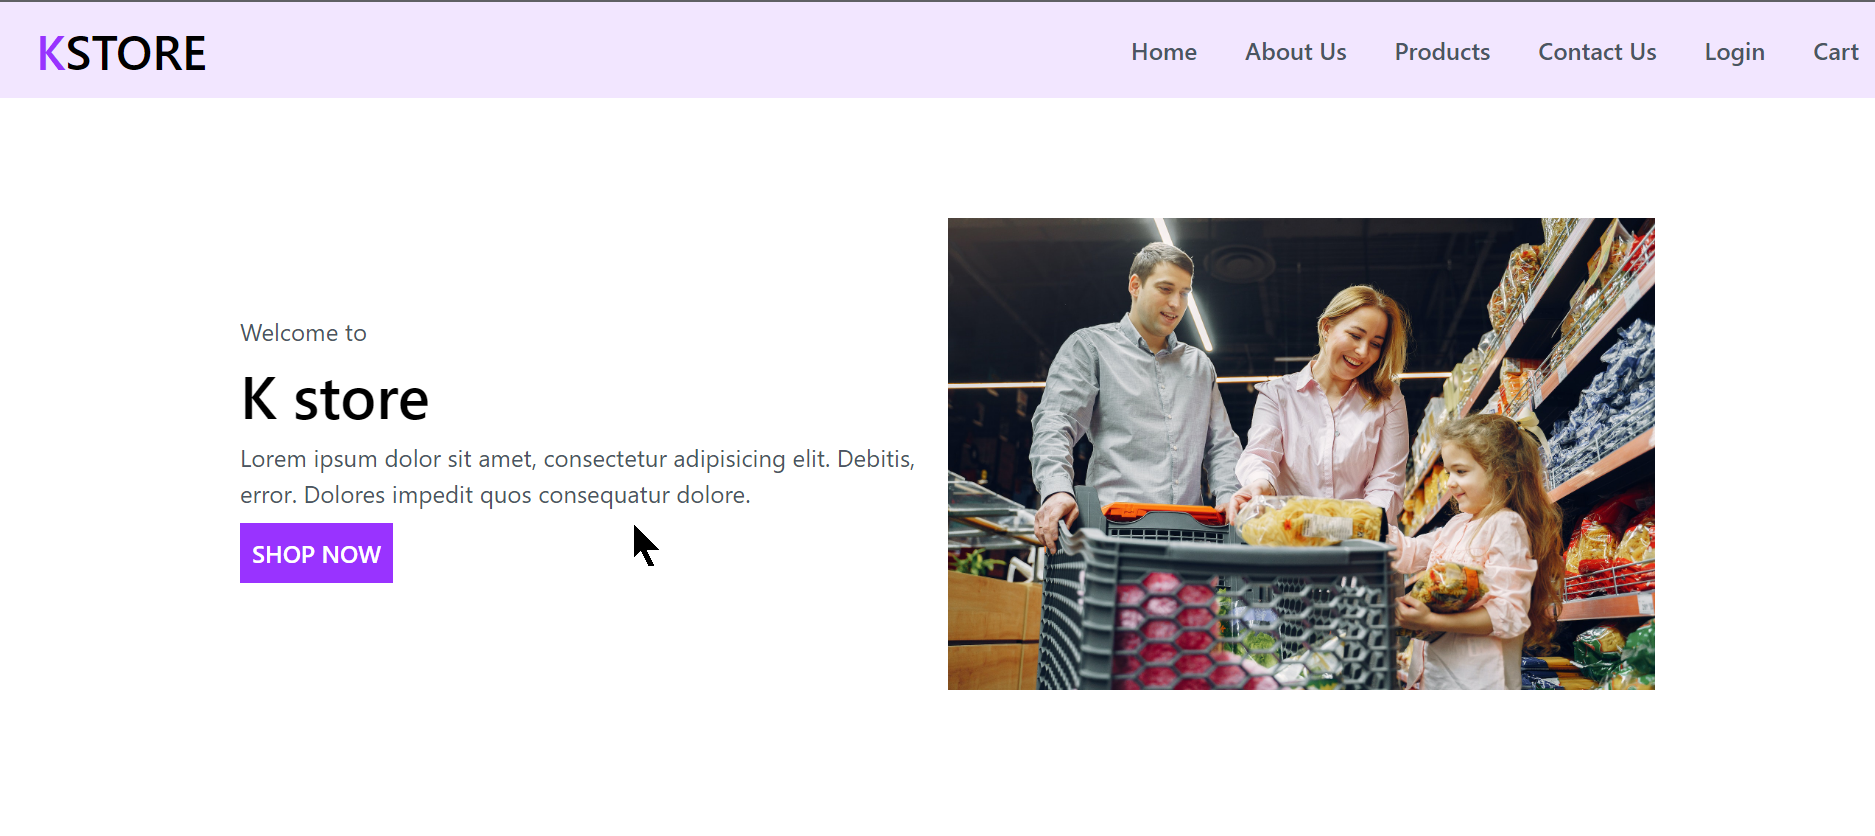 KSTORE
Home About Us Products Contact Us Login Cart
Welcome to
K store
Lorem ipsum dolor sit amet, consectetur adipisicing elit. Debitis,
error. Dolores impedit quos consequatur dolore.
SHOP NOW